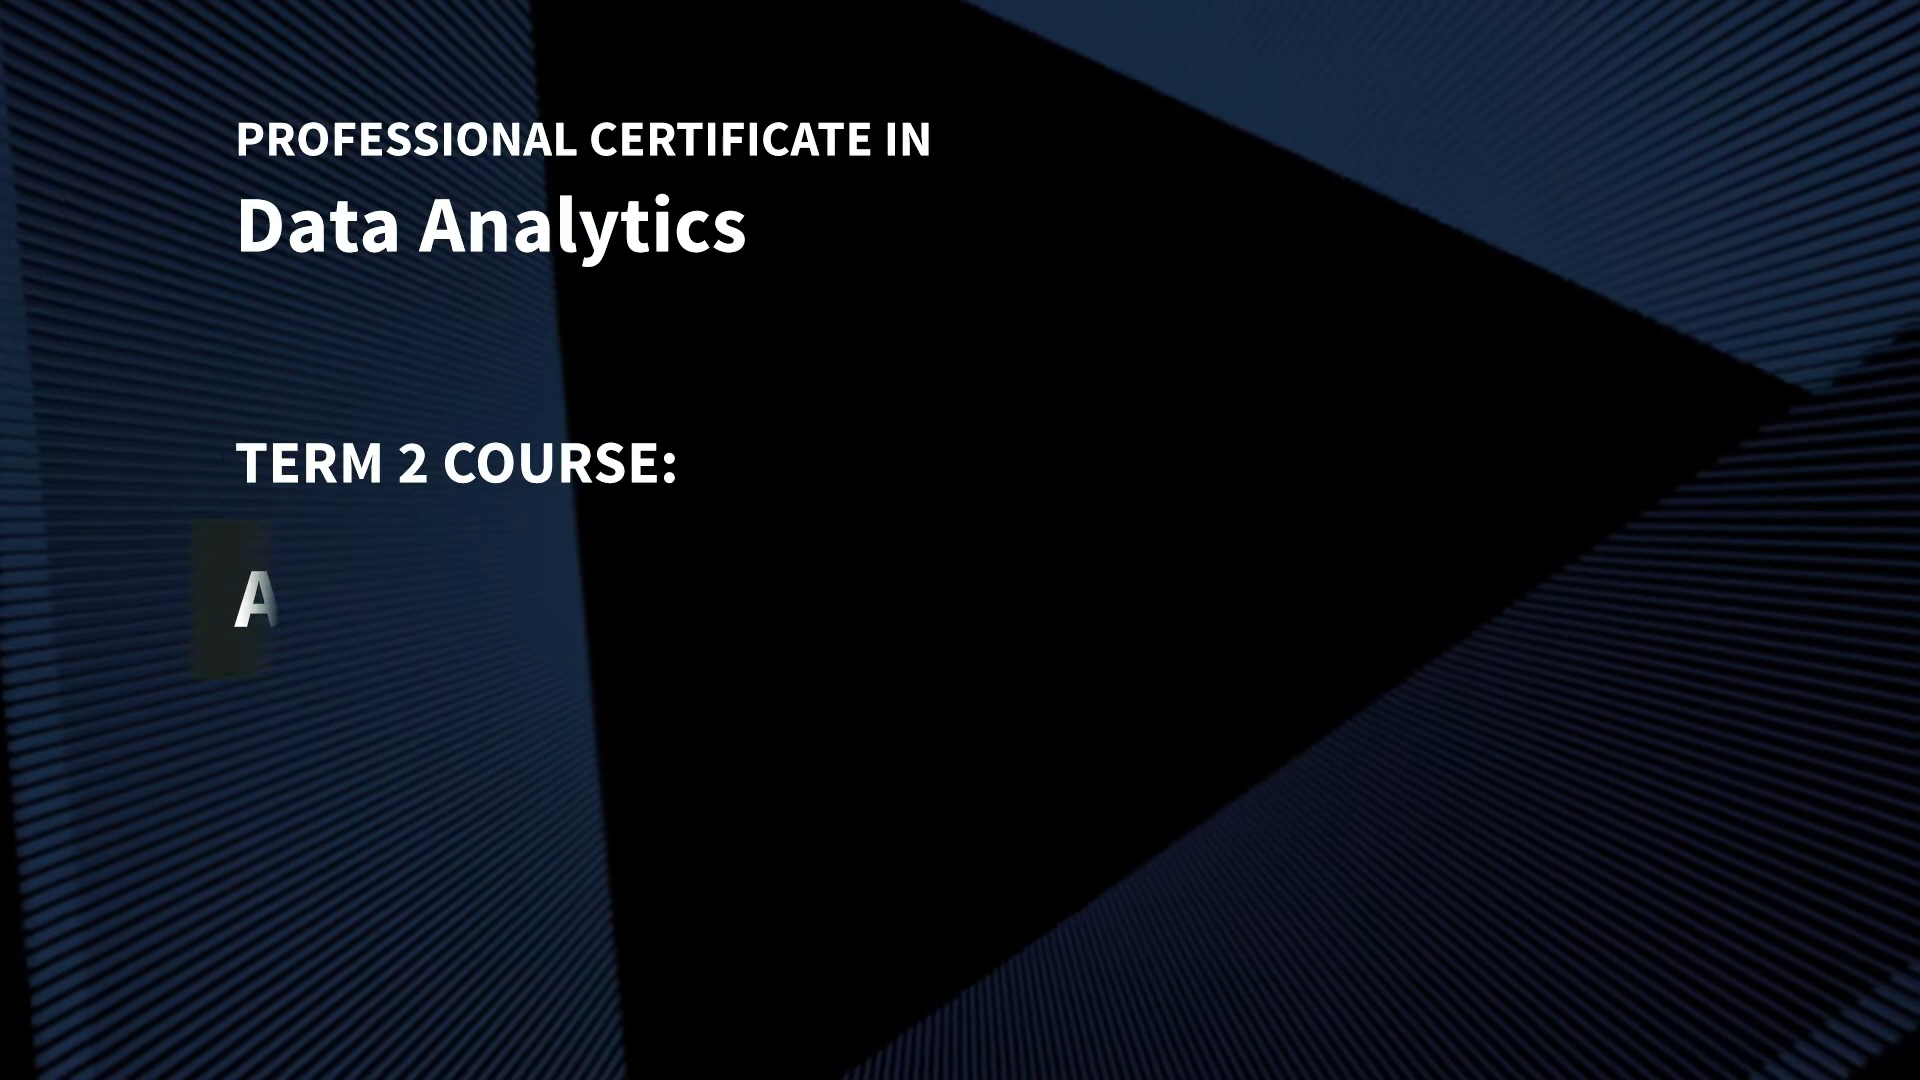 PROFESSIONAL CERTIFICATE IN
Data Analytics
TERM 2 COURSE:
A